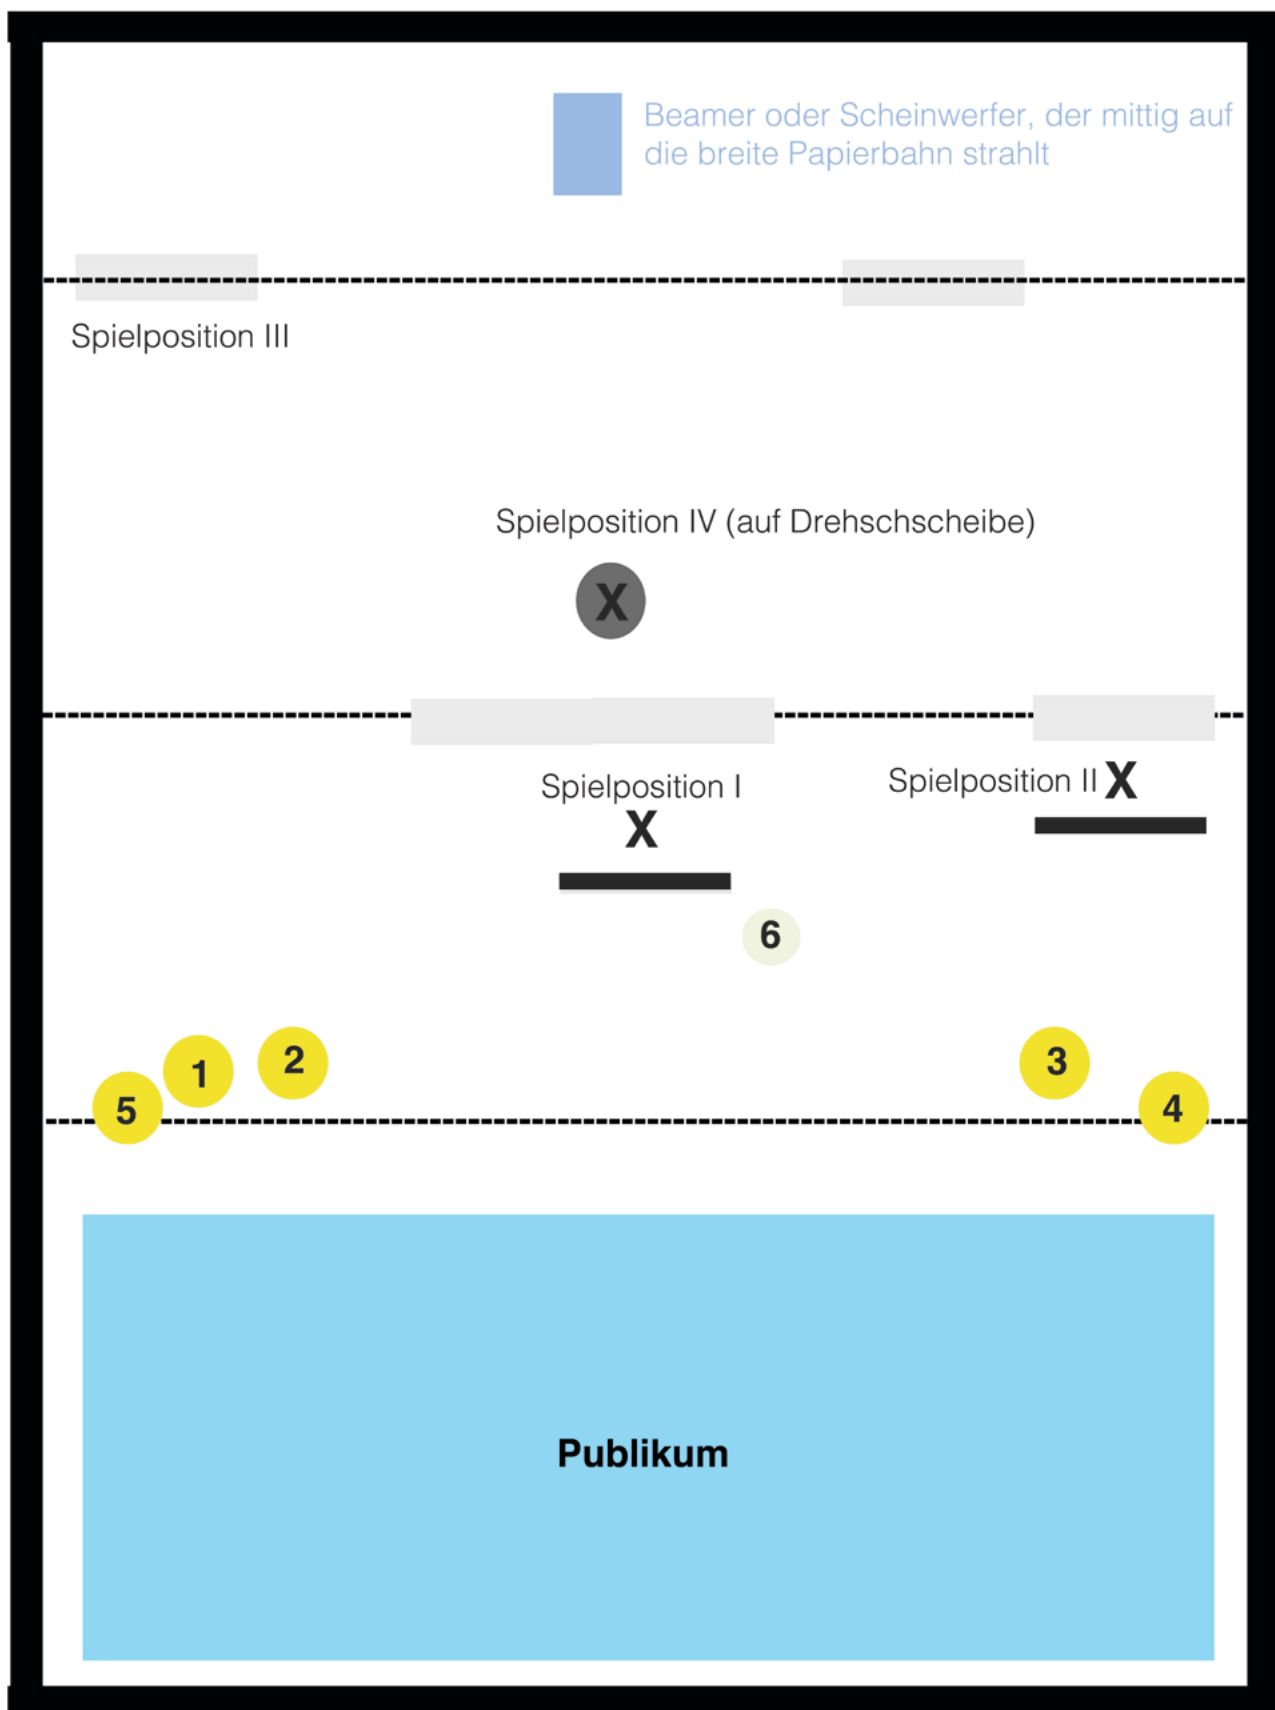 Beamer oder Scheinwerfer, der mittig auf
die breite Papierbahn strahlt
Spielposition III
Spielposition IV (auf Drehschscheibe)
X
Spielposition I
X
Spielposition II X
6
1
2
3
5
4
Publikum